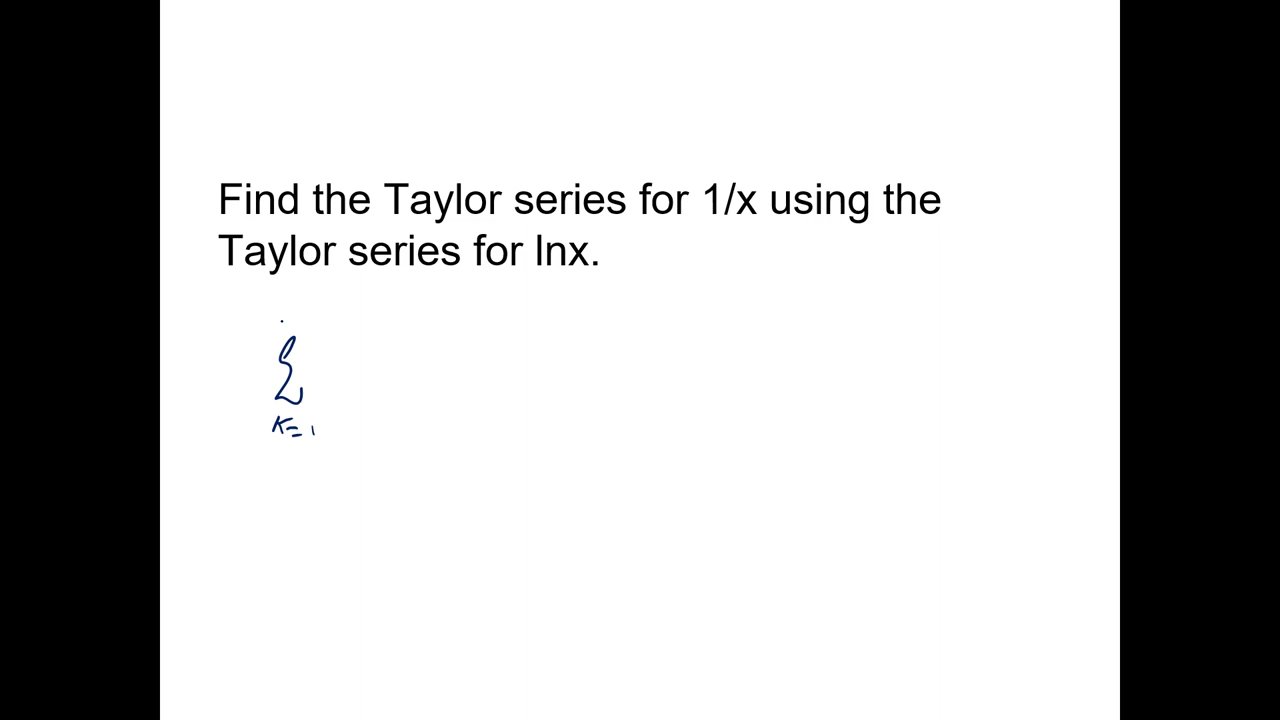 Find the Taylor series for 1/x using the
Taylor series for lnx.
Σ
K=1